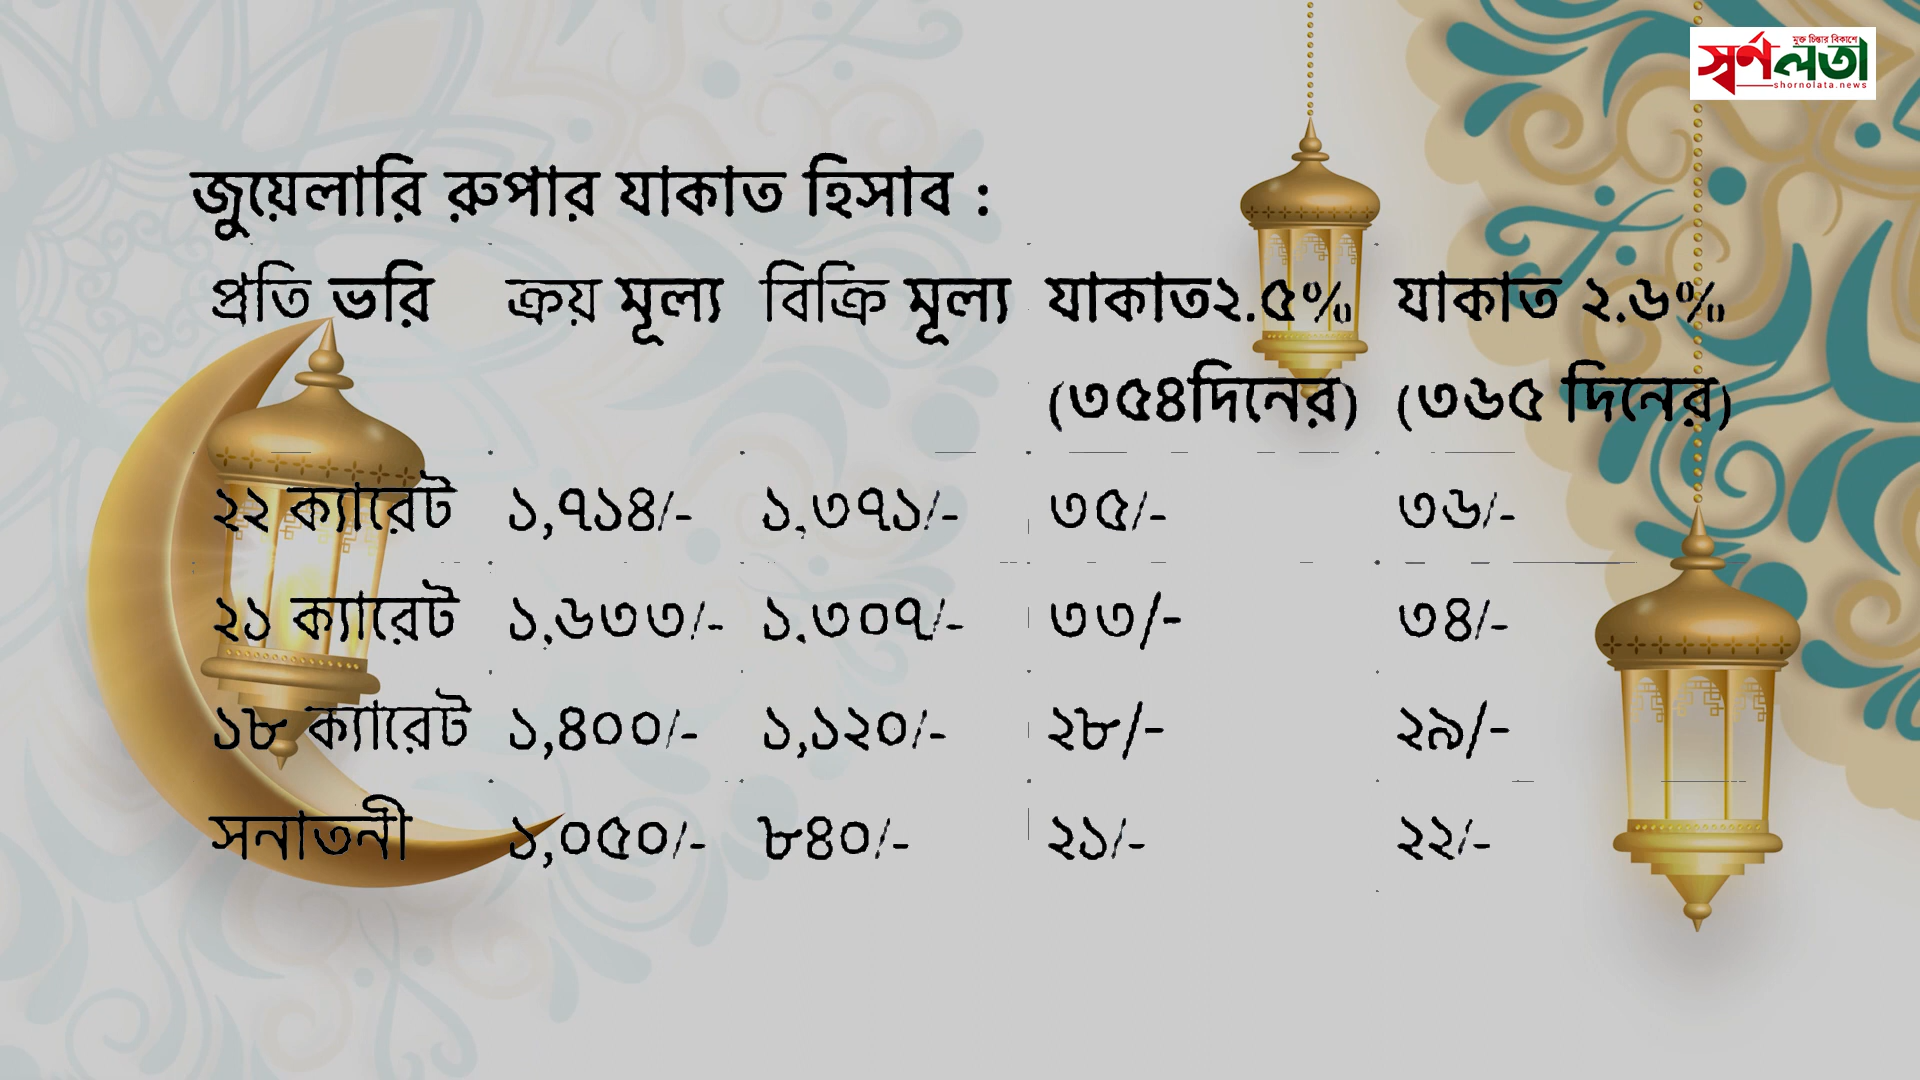 মুক্ত চিন্তার বিকাশে
স্বর্ণলতা
shornolata.news
জুয়েলারি রুপার যাকাত হিসাব :
প্রতি ভরি ক্রয় মূল্য বিক্রি মূল্য যাকাত২.৫% যাকাত ২.৬%
(৩৫৪দিনের) (৩৬৫ দিনের)
২২ ক্যারেট ১,৭১৪/- ১,৩৭১/- ৩৫/- ৩৬/-
২১ ক্যারেট ১,৬৩৩/- ১,৩০৭/- ৩৩/- ৩৪/-
১৮ ক্যারেট ১,৪০০/- ১,১২০/- ২৮/- ২৯/-
সনাতনী ১,০৫০/- ৮৪০/- ২১/- ২২/-